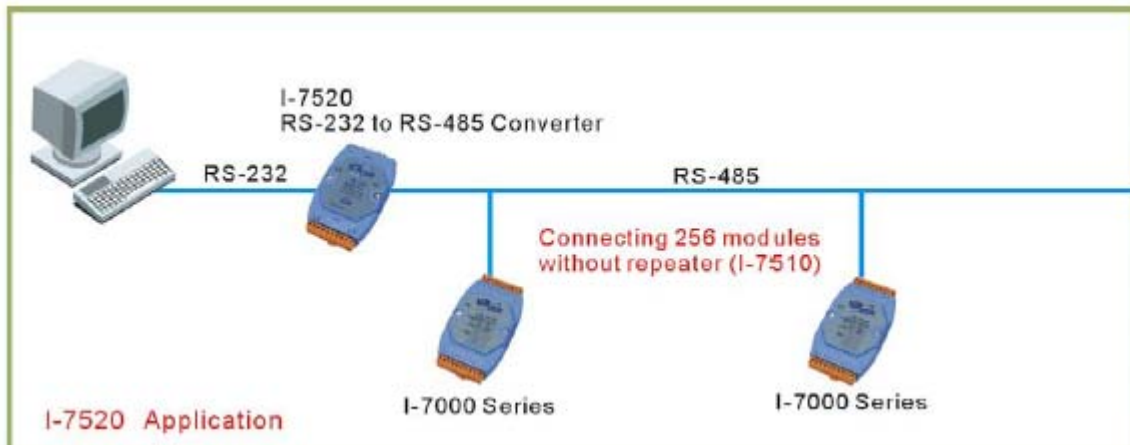 I-7520
RS-232 to RS-485 Converter
RS-232
RS-485
Connecting 256 modules
without repeater (I-7510)
I-7000 Series
I-7000 Series
I-7520 Application